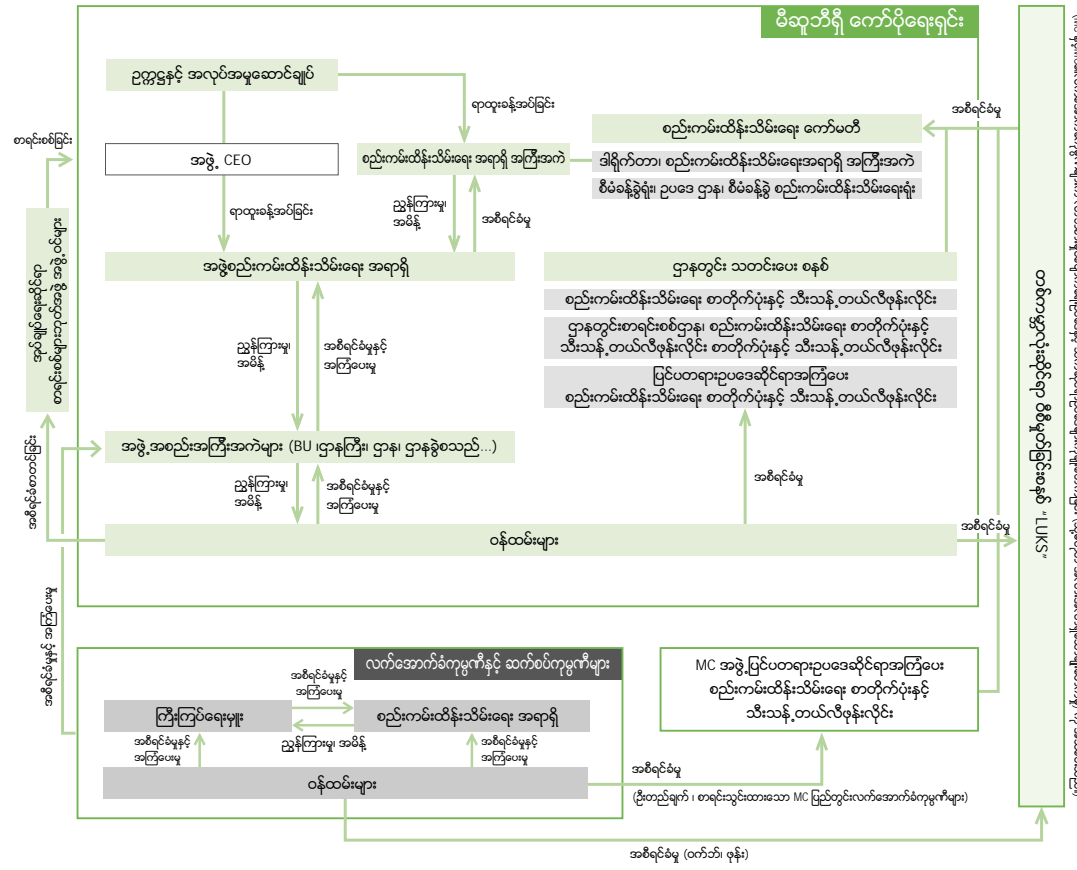 မီဆူဘီရှီ ကော်ပိုရေးရှင်း
ဥက္ကဋ္ဌနှင့် အလုပ်အမှုဆောင်ချုပ်
ရာထူးခန့်အပ်ခြင်း
အစီရင်ခံမှု
စည်းကမ်းထိန်းသိမ်းရေး ကော်မတီ
စာရင်းစစ်ခြင်း
အဖွဲ့ CEO
စည်းကမ်းထိန်းသိမ်းရေး အရာရှိ အကြီးအကဲ
ဒါရိုက်တာ၊ စည်းကမ်းထိန်းသိမ်းရေးအရာရှိ အကြီးအကဲ
စီမံခန့်ခွဲရုံး၊ ဥပဒေ ဌာန၊ စီမံခန့်ခွဲ စည်းကမ်းထိန်းသိမ်းရေးရုံး
ရာထူးခန့်အပ်ခြင်း
ညွှန်ကြားမှု၊
အမိန့်
အစီရင်ခံမှု
အဖွဲ့စည်းကမ်းထိန်းသိမ်းရေး အရာရှိ
ဌာနတွင်း သတင်းပေး စနစ်
စည်းကမ်းထိန်းသိမ်းရေး စာတိုက်ပုံးနှင့် သီးသန့်တယ်လီဖုန်းလိုင်း
ဌာနတွင်းစာရင်းစစ်ဌာန၊ စည်းကမ်းထိန်းသိမ်းရေး စာတိုက်ပုံးနှင့်
သီးသန့်တယ်လီဖုန်းလိုင်း စာတိုက်ပုံးနှင့် သီးသန့်တယ်လီဖုန်းလိုင်း
ပြင်ပတရားဥပဒေဆိုင်ရာအကြံပေး
စည်းကမ်းထိန်းသိမ်းရေး စာတိုက်ပုံးနှင့် သီးသန့်တယ်လီဖုန်းလိုင်း
ညွှန်ကြားမှု၊
အမိန့်
အစီရင်ခံမှုနှင့်
အကြံပေးမှု
အဖွဲ့အစည်းအကြီးအကဲများ (BU ၊ဌာနကြီး၊ ဌာန၊ ဌာနခွဲစသည်...)
ညွှန်ကြားမှု၊
အမိန့်
အစီရင်ခံမှုနှင့်
အကြံပေးမှု
အစီရင်ခံမှု
ဝန်ထမ်းများ
အစီရင်ခံမှု
"LUKS"
အစီရင်ခံမှုနှင့် အကြံပေးမှု
လက်အောက်ခံကုမ္ပဏီနှင့် ဆက်စပ်ကုမ္ပဏီများ
အစီရင်ခံမှုနှင့်
အကြံပေးမှု
ကြီးကြပ်ရေးမှူး
စည်းကမ်းထိန်းသိမ်းရေး အရာရှိ
ညွှန်ကြားမှု၊ အမိန့်
အစီရင်ခံမှုနှင့်
အကြံပေးမှု
အစီရင်ခံမှုနှင့်
အကြံပေးမှု
ဝန်ထမ်းများ
MC အဖွဲ့ပြင်ပတရားဥပဒေဆိုင်ရာအကြံပေး
စည်းကမ်းထိန်းသိမ်းရေး စာတိုက်ပုံးနှင့်
သီးသန့်တယ်လီဖုန်းလိုင်း
အစီရင်ခံမှု
(ဦးတည်ချက် ၊ စာရင်းသွင်းထားသော MC ပြည်တွင်းလက်အောက်ခံကုမ္ပဏီများ)
အစီရင်ခံမှု (ဝက်ဘ်၊ ဖုန်း)